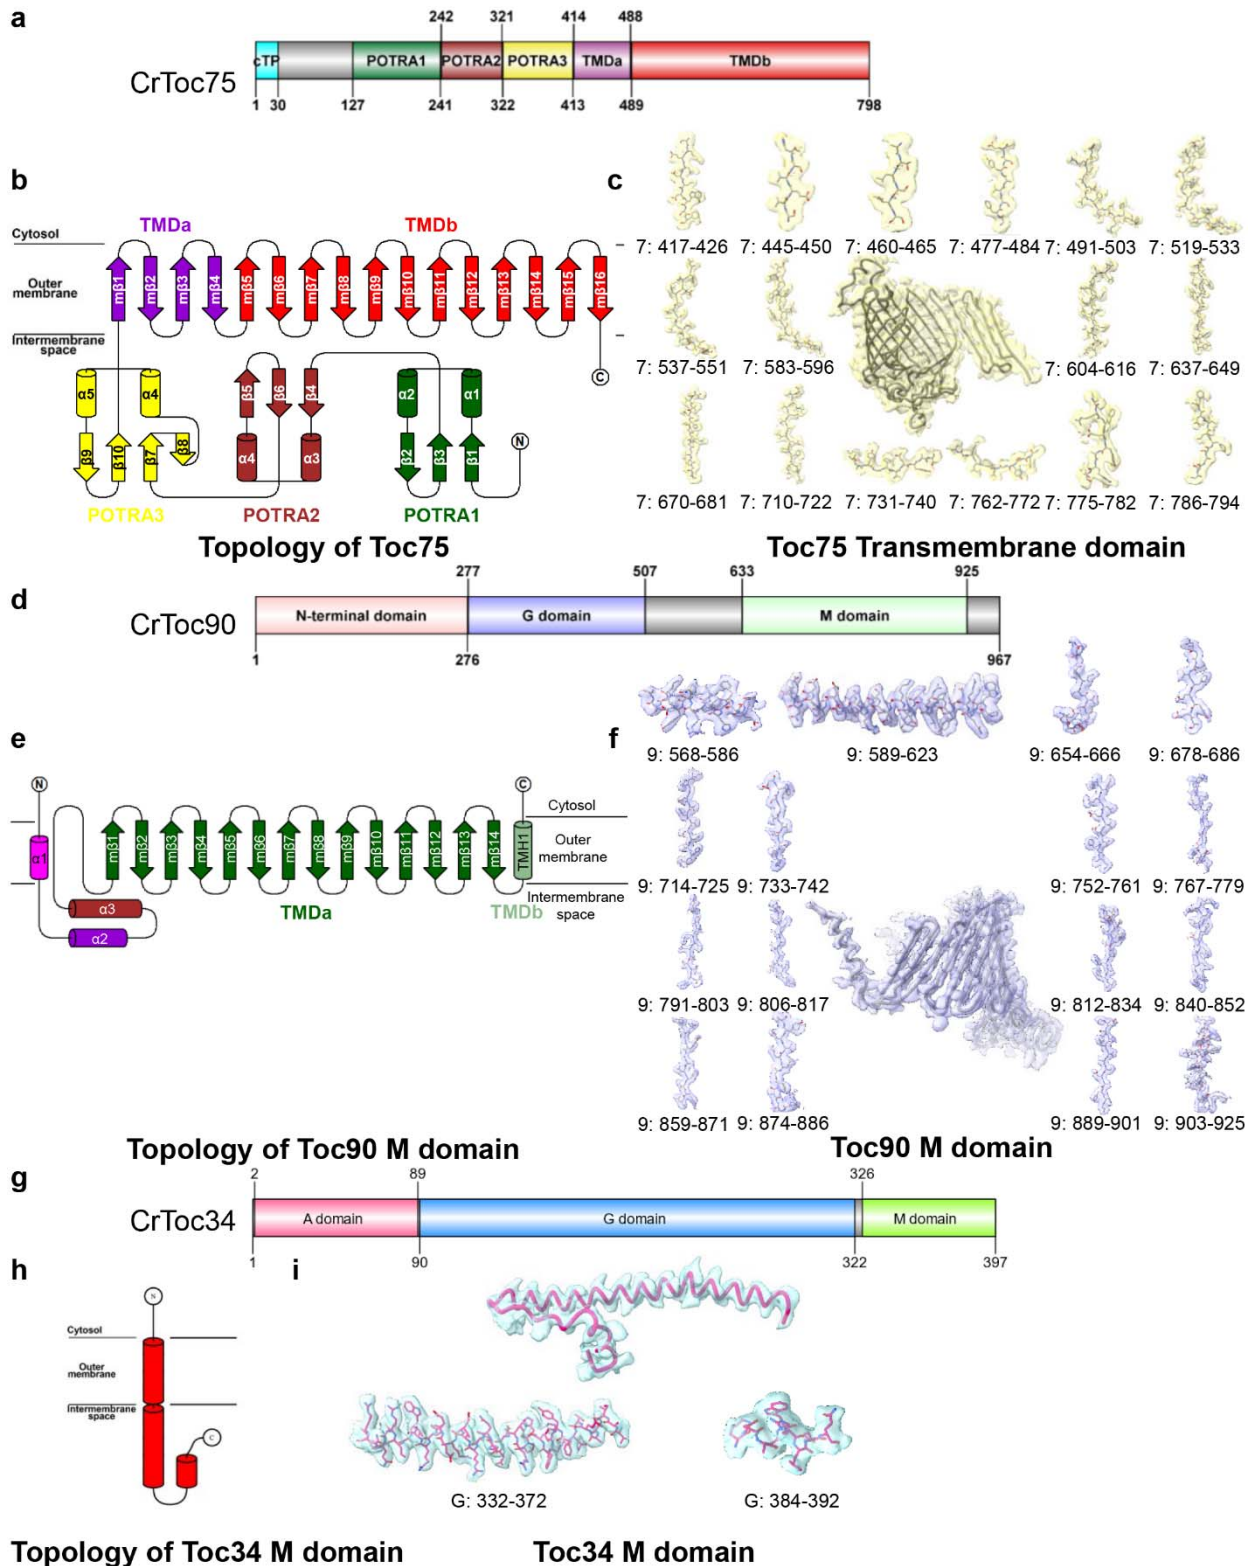 a
242 321 414 488
CrToc75
cTP POTRA1 POTRA2 POTRA3 TMDa TMDb
1 30 127 241 322 413 489 798
b
TMDa TMDb
Cytosol
Outer
membrane
Intermembrane
space
mβ1 mβ2 mβ3 mβ4 mβ5 mβ6 mβ7 mβ8 mβ9 mβ10 mβ11 mβ12 mβ13 mβ14 mβ15 mβ16
C
α5 α4 β5 β6 β4 α2 α1
N
β9 β10 β7 β8 α4 α3 β2 β3 β1
POTRA3 POTRA2 POTRA1
Topology of Toc75
c
7: 417-426 7: 445-450 7: 460-465 7: 477-484 7: 491-503 7: 519-533
7: 537-551 7: 583-596 7: 604-616 7: 637-649
7: 670-681 7: 710-722 7: 731-740 7: 762-772 7: 775-782 7: 786-794
Toc75 Transmembrane domain
d
277 507 633 925
CrToc90
N-terminal domain G domain M domain
1 276 967
e
N C
Cytosol
Outer
membrane
Intermembrane
space
α1 mβ1 mβ2 mβ3 mβ4 mβ5 mβ6 mβ7 mβ8 mβ9 mβ10 mβ11 mβ12 mβ13 mβ14 TMH1
α3
α2
TMDa TMDb
Topology of Toc90 M domain
f
9: 568-586 9: 589-623 9: 654-666 9: 678-686
9: 714-725 9: 733-742 9: 752-761 9: 767-779
9: 791-803 9: 806-817 9: 812-834 9: 840-852
9: 859-871 9: 874-886 9: 889-901 9: 903-925
Toc90 M domain
g
2 89 326
CrToc34
A domain G domain M domain
1 90 322 397
h
N
Cytosol
Outer
membrane
Intermembrane
space
C
Topology of Toc34 M domain
i
G: 332-372 G: 384-392
Toc34 M domain